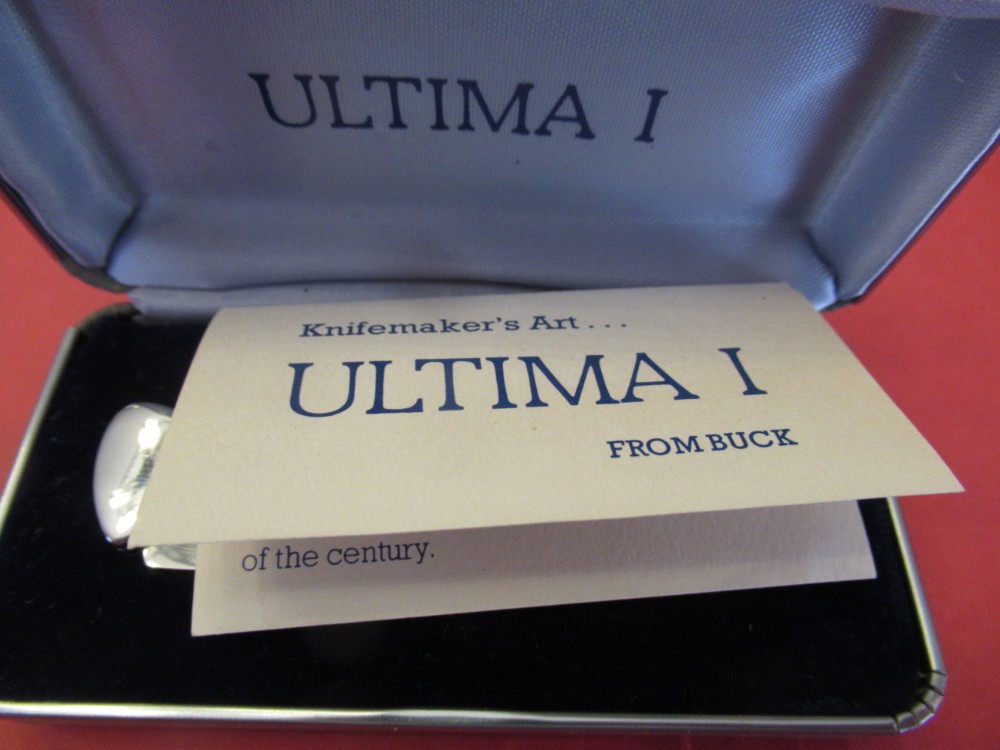 ULTIMA I
Knifemaker's Art...
ULTIMA I
FROM BUCK
of the century.